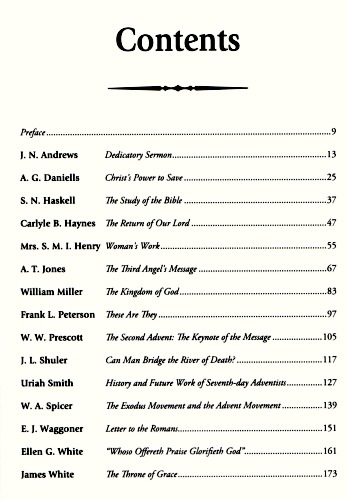 Contents
Preface 9
J. N. Andrews Dedicatory Sermon 13
A. G. Daniells Christ's Power to Save 25
S. N. Haskell The Study of the Bible 37
Carlyle B. Haynes The Return of Our Lord 47
Mrs. S. M. I. Henry Woman's Work 55
A. T. Jones The Third Angel's Message 67
William Miller The Kingdom of God 83
Frank L. Peterson These Are They 97
W. W. Prescott The Second Advent: The Keynote of the Message 105
J. L. Shuler Can Man Bridge the River of Death? 117
Uriah Smith History and Future Work of Seventh-day Adventists 127
W. A. Spicer The Exodus Movement and the Advent Movement 139
E. J. Waggoner Letter to the Romans 151
Ellen G. White "Whoso Offereth Praise Glorifieth God" 161
James White The Throne of Grace 173